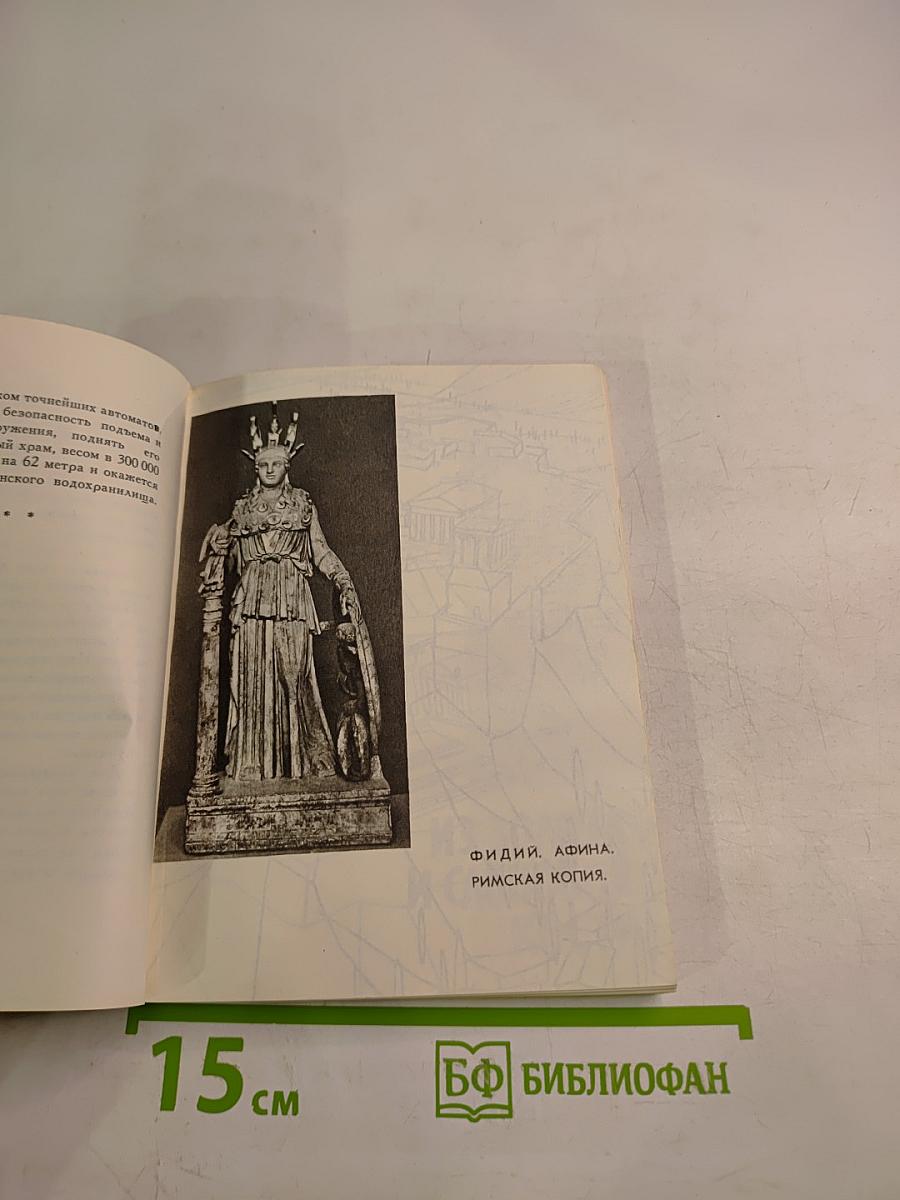 ком точнейших автоматов,
безопасность подъема и
ружения, поднять его
ый храм, весом в 300 000
на 62 метра и окажется
нского водохранилища.
* *
ФИДИЙ. АФИНА.
РИМСКАЯ КОПИЯ.
15 см
БФ БИБЛИОФАН